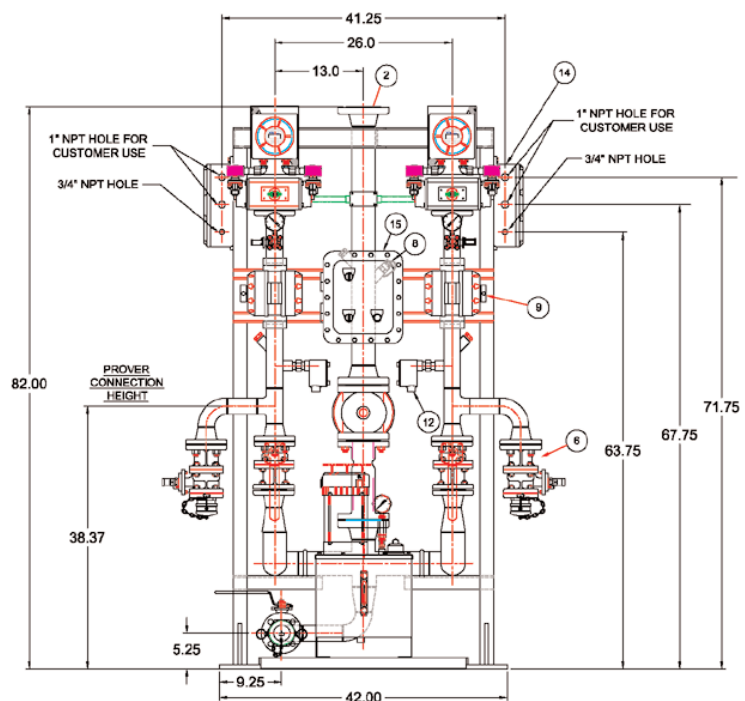 41.25
26.0
13.0
2
14
1" NPT HOLE FOR
CUSTOMER USE
3/4" NPT HOLE
1" NPT HOLE FOR
CUSTOMER USE
3/4" NPT HOLE
15
8
9
82.00
PROVER
CONNECTION
HEIGHT
12
6
71.75
67.75
63.75
38.37
5.25
9.25
42.00